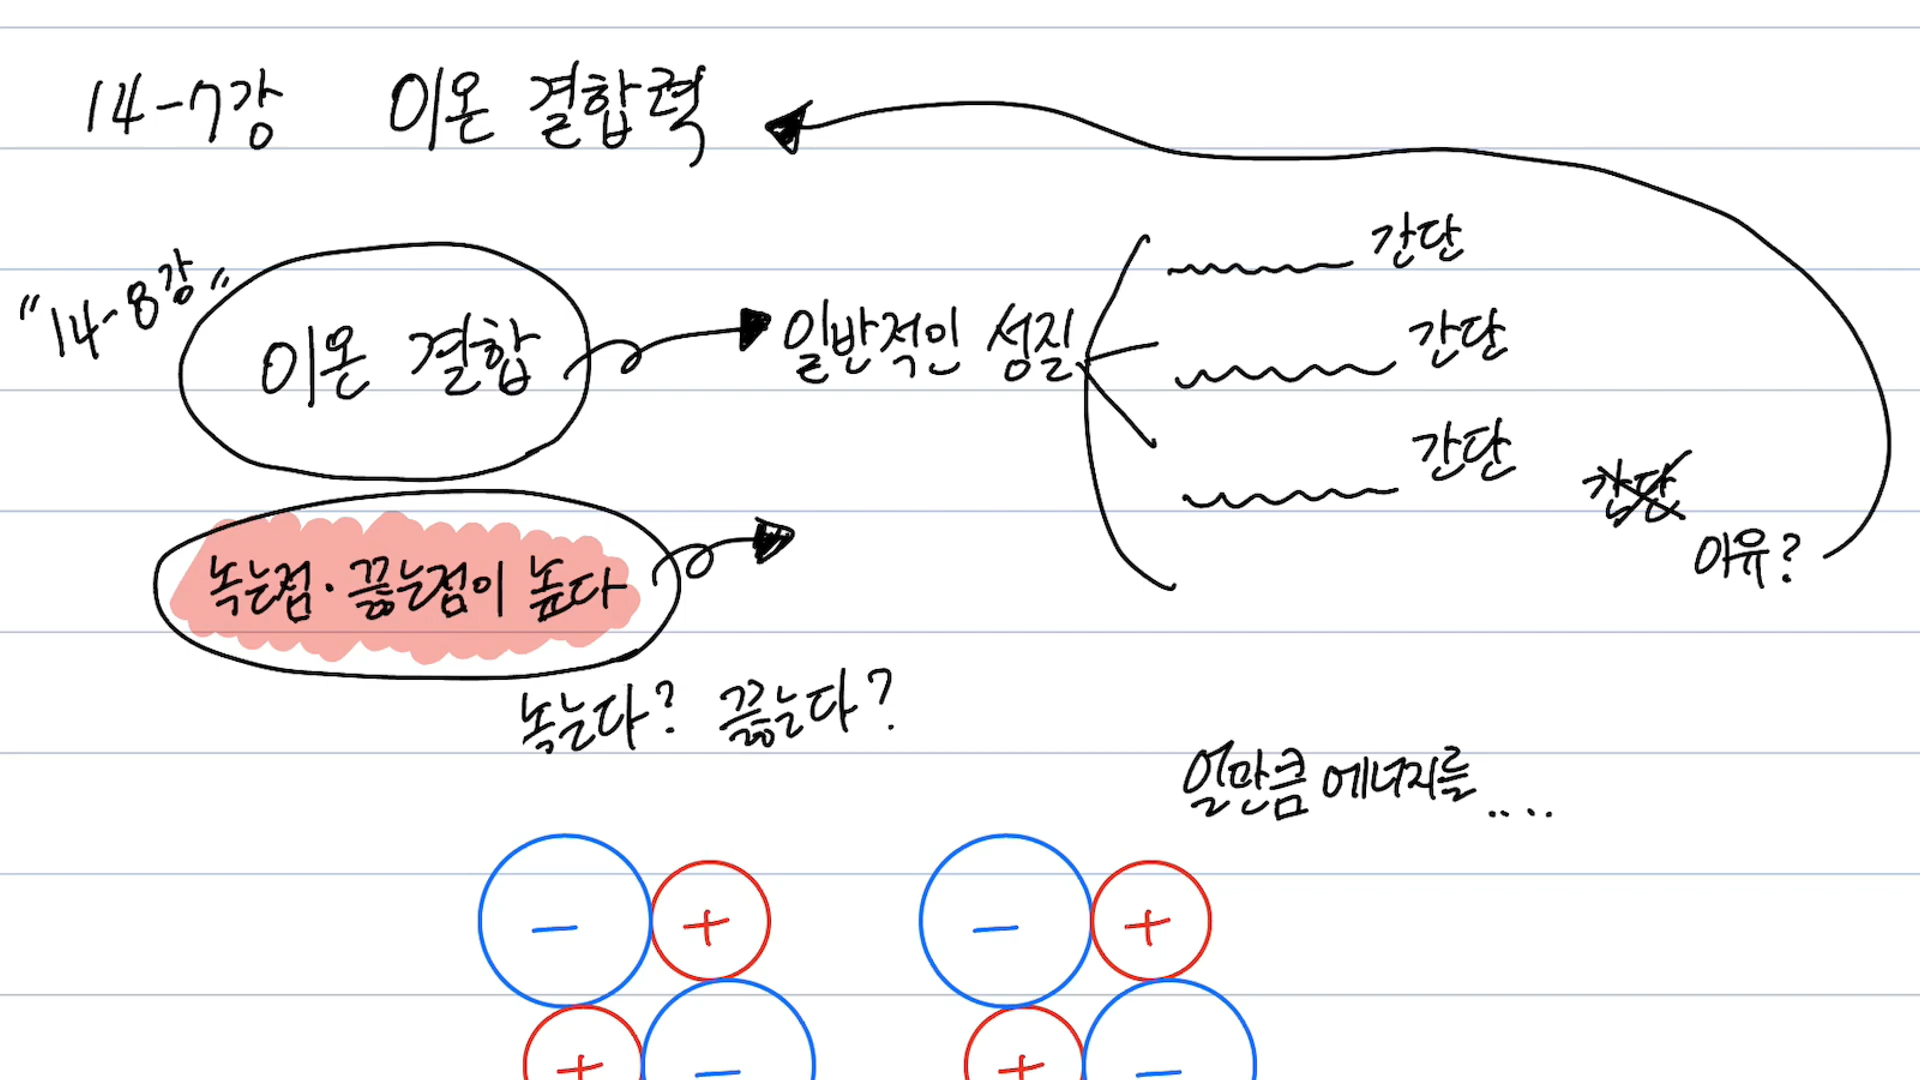 14-7강 이온 결합력
"14-8강"
이온 결합
일반적인 성질
간단
간단
간단
간단
이유?
녹는점·끓는점이 높다
녹는다? 끓는다?
얼만큼 에너지를 ....
− + − +
+ − + −